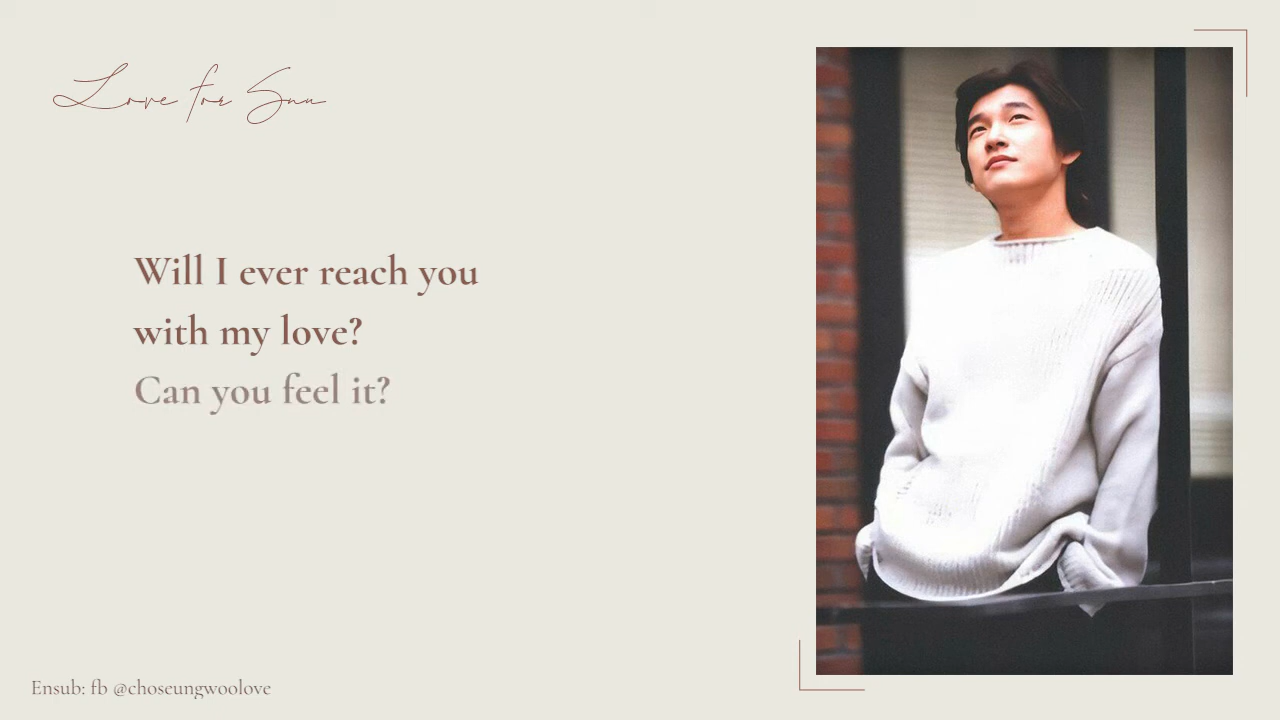 Love for Sun
Will I ever reach you
with my love?
Can you feel it?
Ensub: fb @choseungwoolove